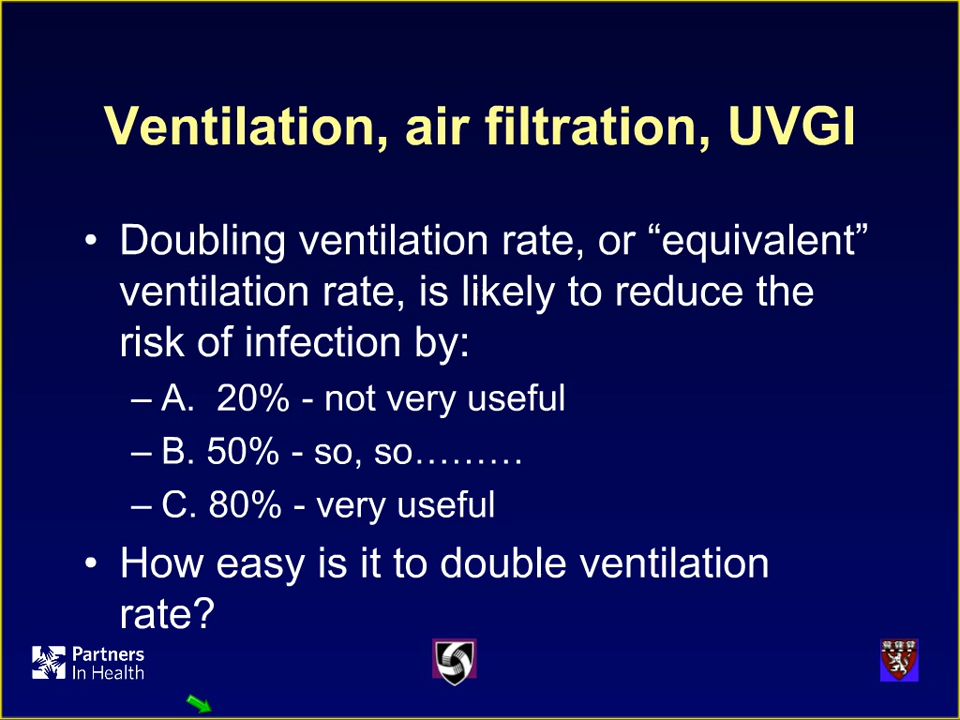 Ventilation, air filtration, UVGI
• Doubling ventilation rate, or “equivalent”
ventilation rate, is likely to reduce the
risk of infection by:
– A.  20% - not very useful
– B. 50% - so, so………
– C. 80% - very useful
• How easy is it to double ventilation
rate?
Partners
In Health